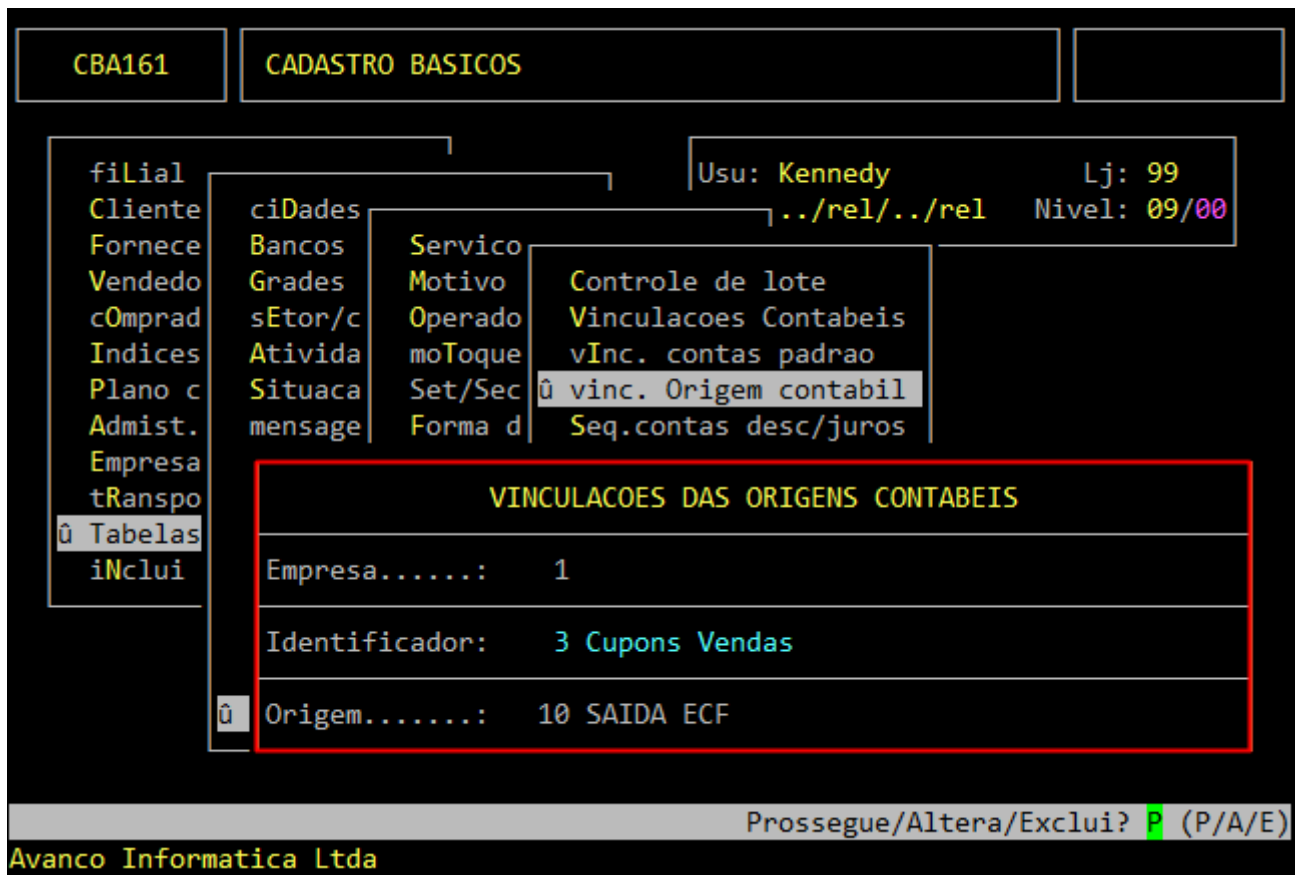 CBA161 CADASTRO BASICOS
fiLial Usu: Kennedy Lj: 99
Cliente ciDades ../rel/../rel Nivel: 09/00
Fornece Bancos Servico
Vendedo Grades Motivo Controle de lote
cOmprad sEtor/c Operado Vinculacoes Contabeis
Indices Ativida moToque vInc. contas padrao
Plano c Situaca Set/Sec û vinc. Origem contabil
Admist. mensage Forma d Seq.contas desc/juros
Empresa
tRanspo VINCULACOES DAS ORIGENS CONTABEIS
û Tabelas
iNclui Empresa......: 1
Identificador: 3 Cupons Vendas
û Origem.......: 10 SAIDA ECF
Prossegue/Altera/Exclui? P (P/A/E)
Avanco Informatica Ltda